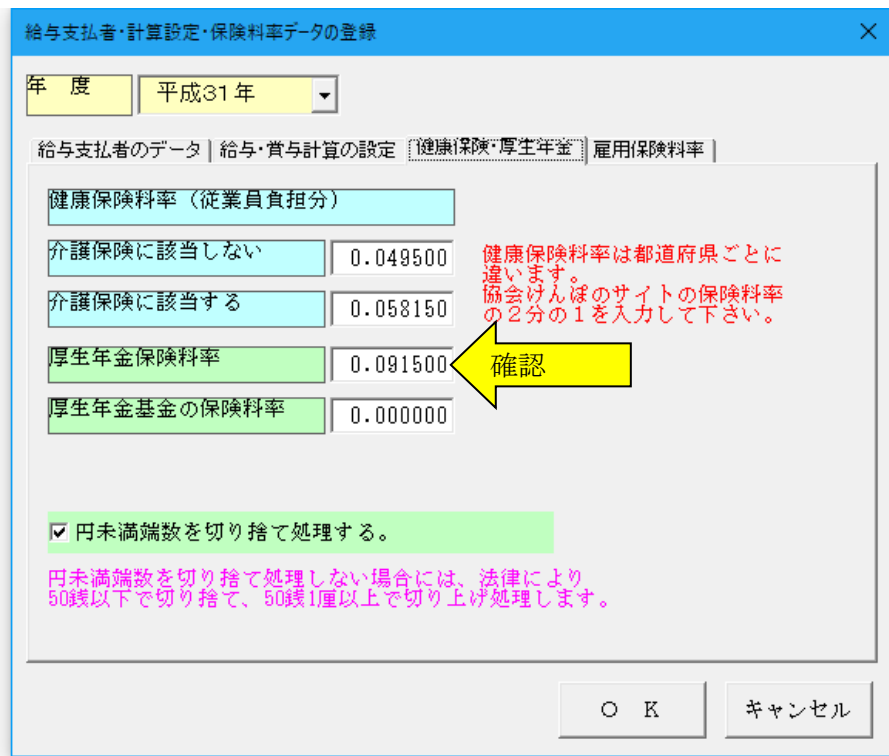 給与支払者・計算設定・保険料率データの登録
年　度　平成31年
給与支払者のデータ 給与・賞与計算の設定 健康保険・厚生年金 雇用保険料率
健康保険料率（従業員負担分）
介護保険に該当しない 0.049500
介護保険に該当する 0.058150
健康保険料率は都道府県ごとに
違います。
協会けんぽのサイトの保険料率
の２分の１を入力して下さい。
厚生年金保険料率 0.091500 確認
厚生年金基金の保険料率 0.000000
円未満端数を切り捨て処理する。
円未満端数を切り捨て処理しない場合には、法律により
50銭以下で切り捨て、50銭1厘以上で切り上げ処理します。
Ｏ　Ｋ キャンセル